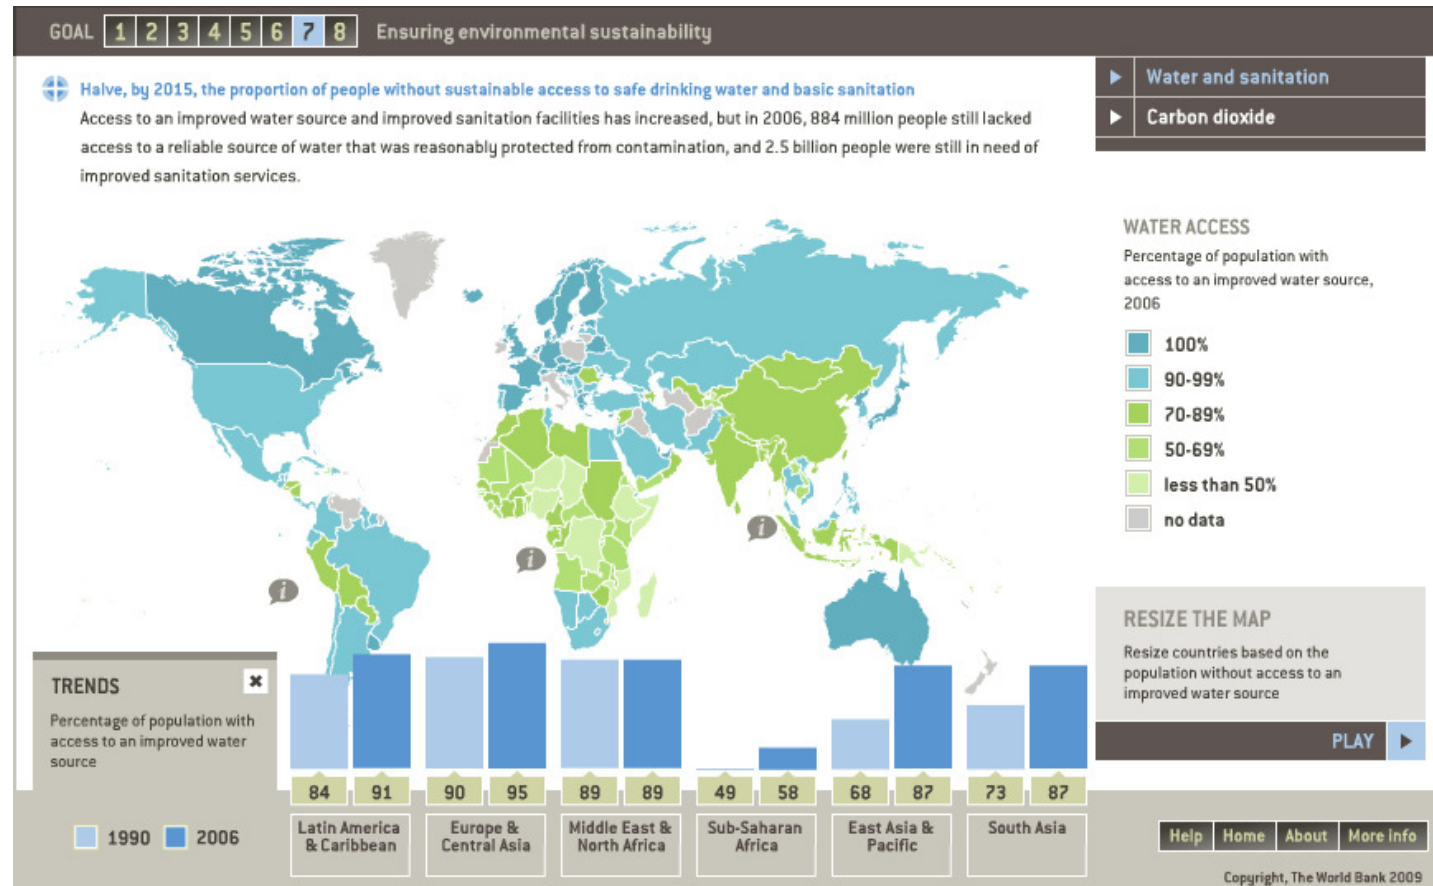 GOAL 1 2 3 4 5 6 7 8 Ensuring environmental sustainability
Halve, by 2015, the proportion of people without sustainable access to safe drinking water and basic sanitation
Access to an improved water source and improved sanitation facilities has increased, but in 2006, 884 million people still lacked
access to a reliable source of water that was reasonably protected from contamination, and 2.5 billion people were still in need of
improved sanitation services.
Water and sanitation
Carbon dioxide
WATER ACCESS
Percentage of population with
access to an improved water source,
2006
100%
90-99%
70-89%
50-69%
less than 50%
no data
i
i
i
RESIZE THE MAP
Resize countries based on the
population without access to an
improved water source
PLAY
TRENDS
Percentage of population with
access to an improved water
source
1990 2006
84 91 90 95 89 89 49 58 68 87 73 87
Latin America
& Caribbean
Europe &
Central Asia
Middle East &
North Africa
Sub-Saharan
Africa
East Asia &
Pacific
South Asia
Help Home About More info
Copyright, The World Bank 2009